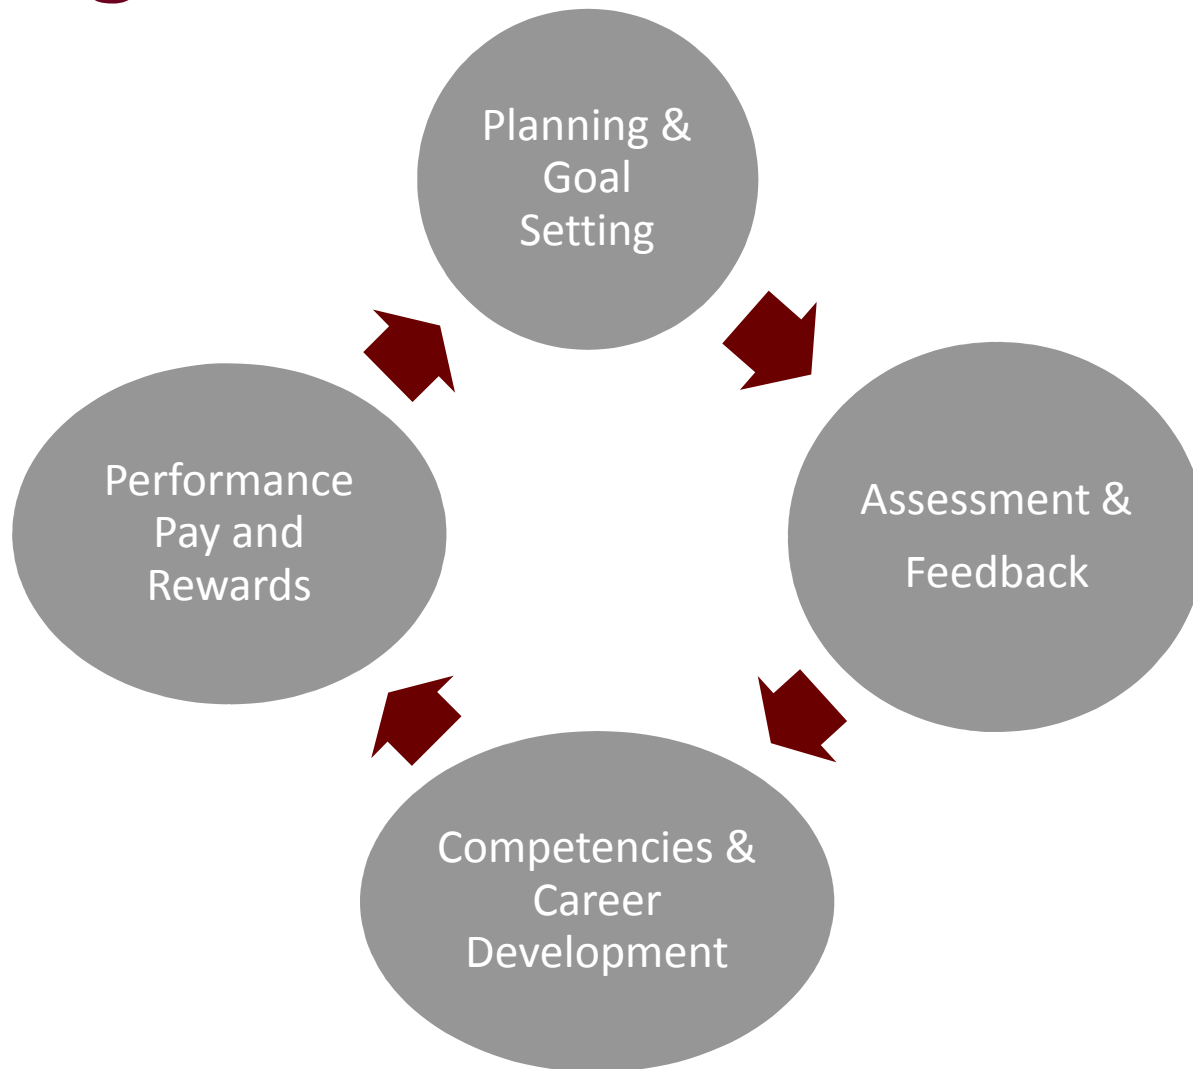 Planning &
Goal
Setting
Assessment &
Feedback
Competencies &
Career
Development
Performance
Pay and
Rewards